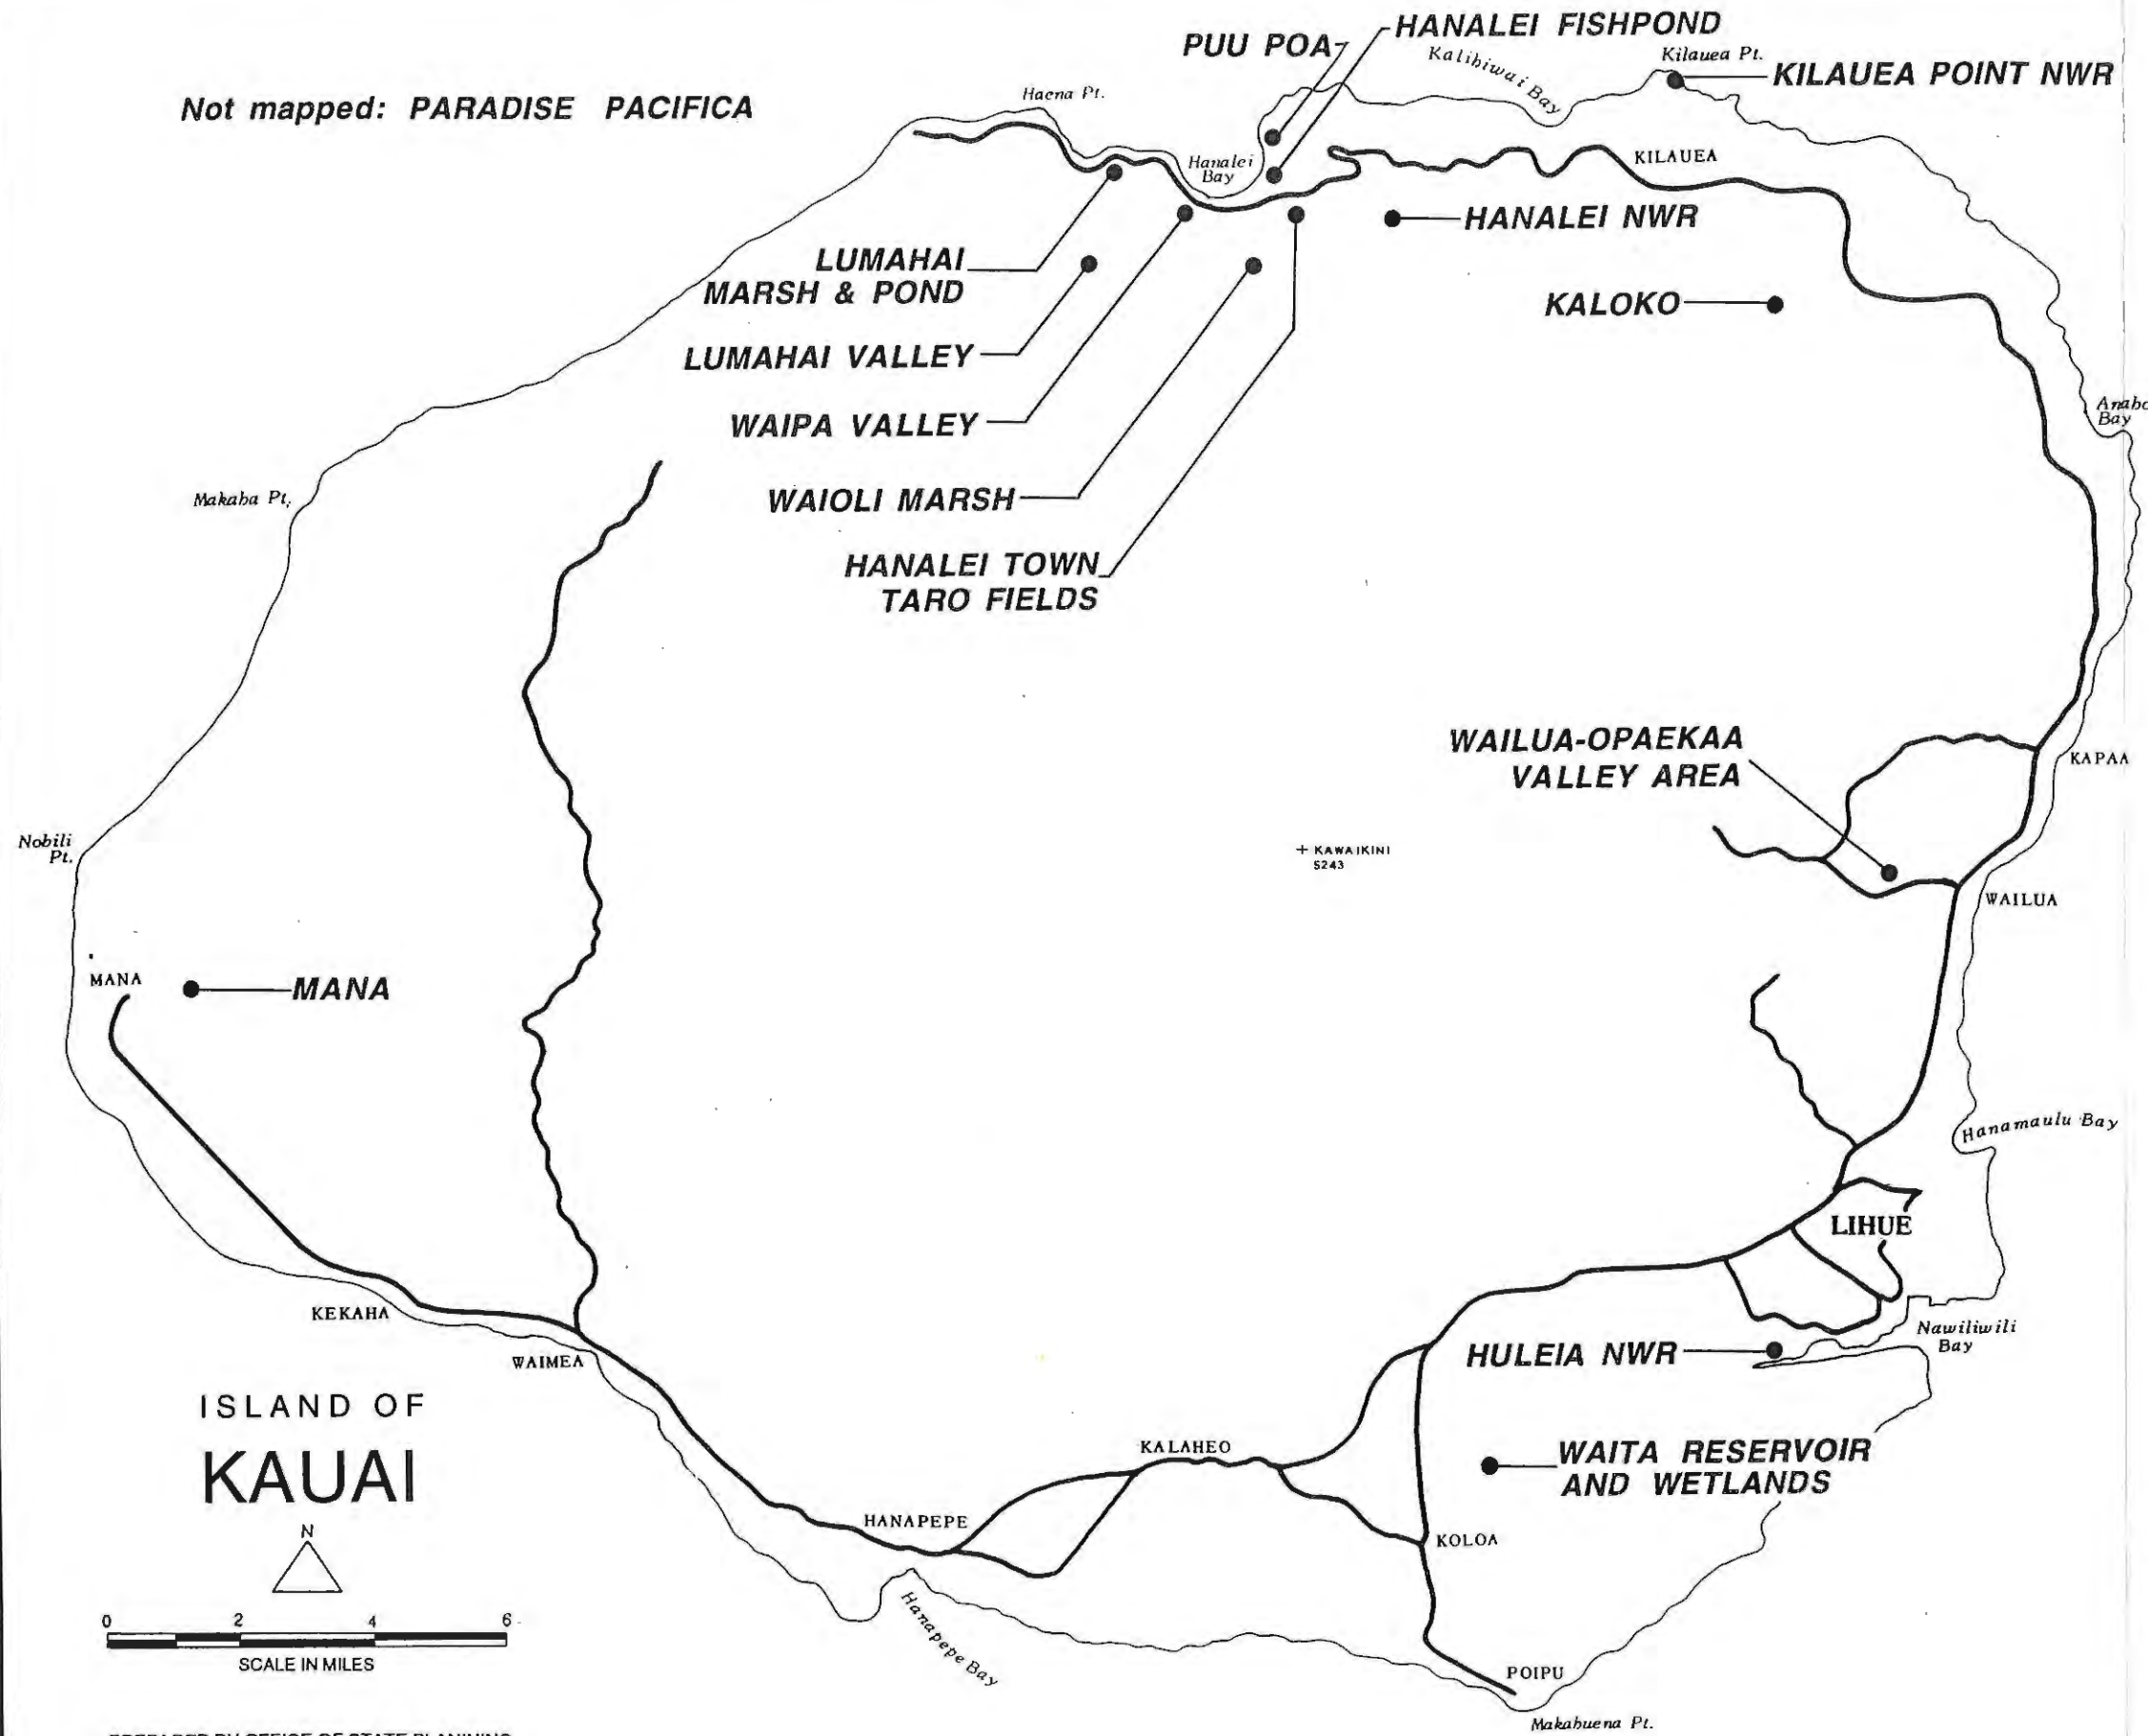 HANALEI FISHPOND
PUU POA
Kalihiwai Bay
Kilauea Pt.
KILAUEA POINT NWR
Not mapped: PARADISE PACIFICA
Haena Pt.
Hanalei
Bay
KILAUEA
HANALEI NWR
LUMAHAI
MARSH & POND
KALOKO
LUMAHAI VALLEY
Bay
WAIPA VALLEY
Makaha Pt.
WAIOLI MARSH
HANALEI TOWN
TARO FIELDS
WAILUA-OPAEKAA
VALLEY AREA
KAPAA
Nohili
Pt.
+ KAWAIKINI
5243
WAILUA
MANA
MANA
Hanamaulu Bay
LIHUE
KEKAHA
Nawiliwili
Bay
HULEIA NWR
WAIMEA
ISLAND OF
KAUAI
KALAHEO
WAITA RESERVOIR
AND WETLANDS
N
HANAPEPE
KOLOA
0 2 4 6
SCALE IN MILES
Hanapepe Bay
POIPU
Makahuena Pt.